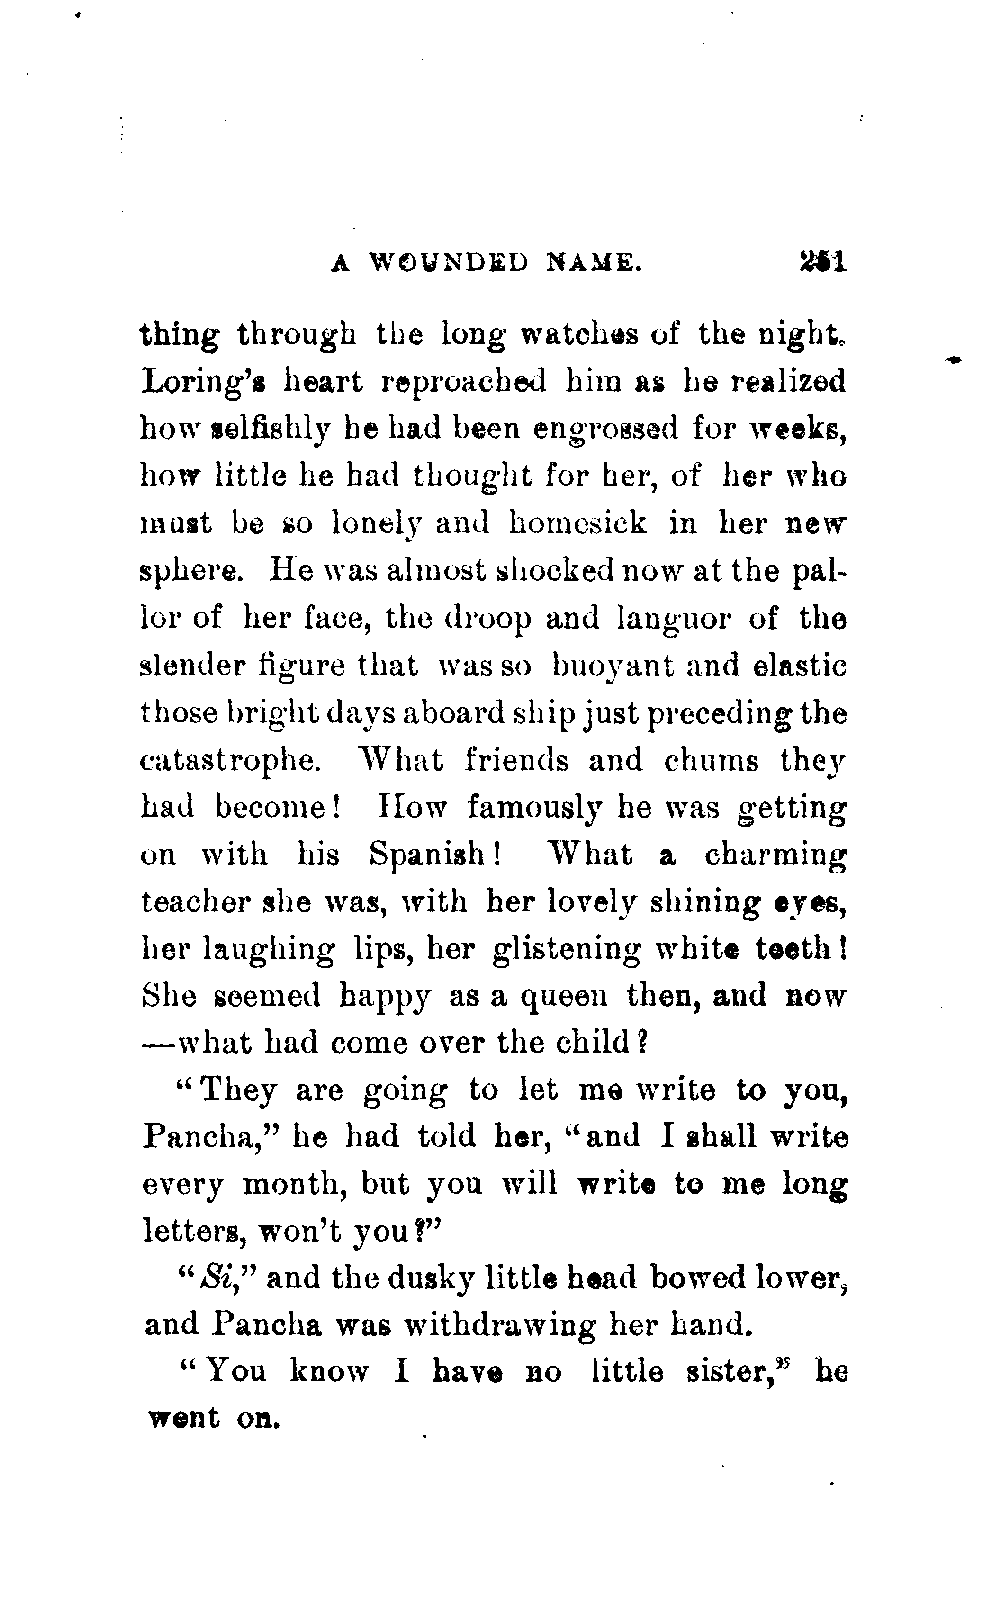 A WOUNDED NAME. 251
thing through the long watches of the night.
Loring's heart reproached him as he realized
how selfishly he had been engrossed for weeks,
how little he had thought for her, of her who
must be so lonely and homesick in her new
sphere. He was almost shocked now at the pal-
lor of her face, the droop and languor of the
slender figure that was so buoyant and elastic
those bright days aboard ship just preceding the
catastrophe. What friends and chums they
had become! How famously he was getting
on with his Spanish! What a charming
teacher she was, with her lovely shining eyes,
her laughing lips, her glistening white teeth!
She seemed happy as a queen then, and now
—what had come over the child?
"They are going to let me write to you,
Pancha," he had told her, "and I shall write
every month, but you will write to me long
letters, won't you?"
"Si," and the dusky little head bowed lower,
and Pancha was withdrawing her hand.
"You know I have no little sister," he
went on.